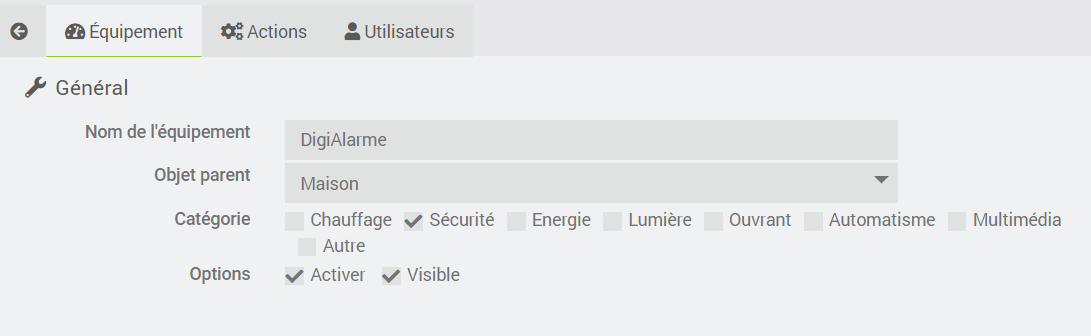 Équipement Actions Utilisateurs
Général
Nom de l'équipement DigiAlarme
Objet parent Maison
Catégorie Chauffage Sécurité Energie Lumière Ouvrant Automatisme Multimédia
Autre
Options Activer Visible